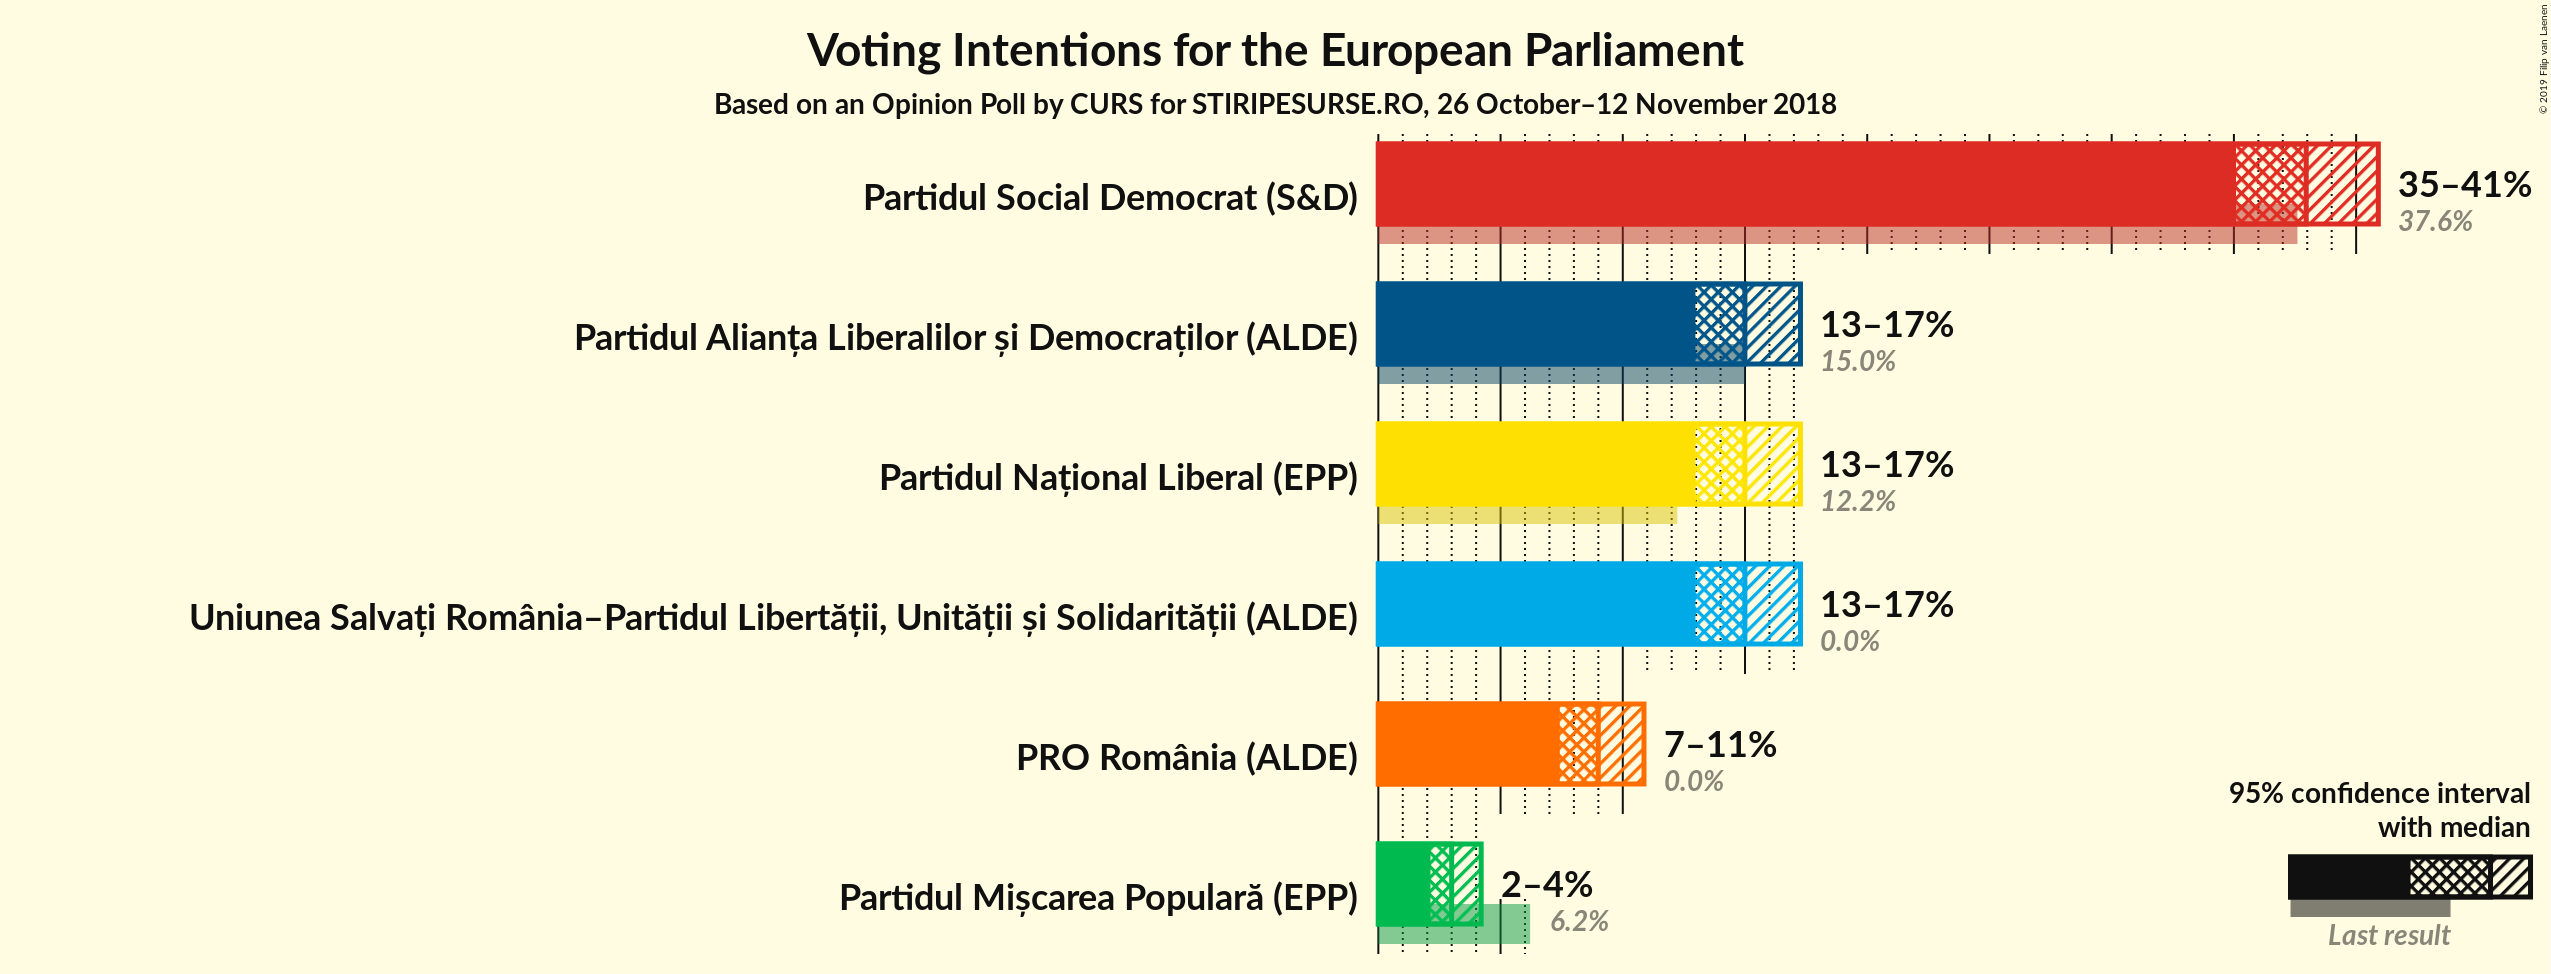 Voting Intentions for the European Parliament
Based on an Opinion Poll by CURS for STIRIPESURSE.RO, 26 October–12 November 2018
© 2019 Filip van Laenen
Partidul Social Democrat (S&D)
35–41%
37.6%
Partidul Alianța Liberalilor și Democraților (ALDE)
13–17%
15.0%
Partidul Național Liberal (EPP)
13–17%
12.2%
Uniunea Salvați România–Partidul Libertății, Unității și Solidarității (ALDE)
13–17%
0.0%
PRO România (ALDE)
7–11%
0.0%
Partidul Mișcarea Populară (EPP)
2–4%
6.2%
95% confidence interval
with median
Last result